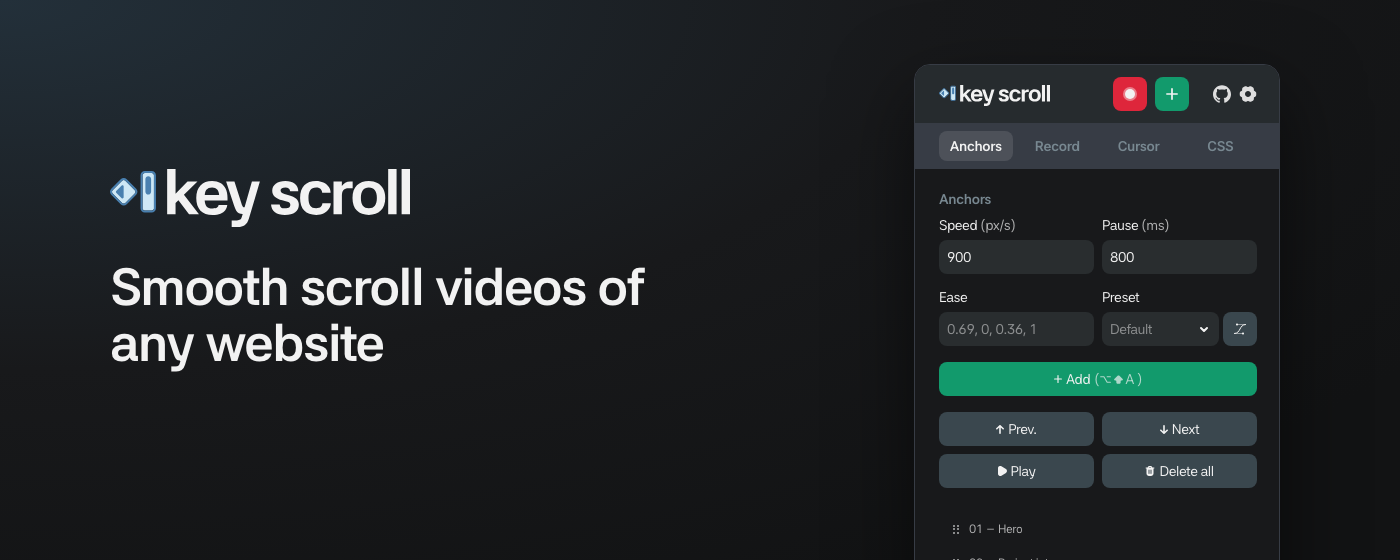 key scroll
Smooth scroll videos of
any website
key scroll
Anchors Record Cursor CSS
Anchors
Speed (px/s) Pause (ms)
900 800
Ease Preset
0.69, 0, 0.36, 1 Default
+ Add (⌥⬆A )
↑ Prev. ↓ Next
Play Delete all
01 – Hero